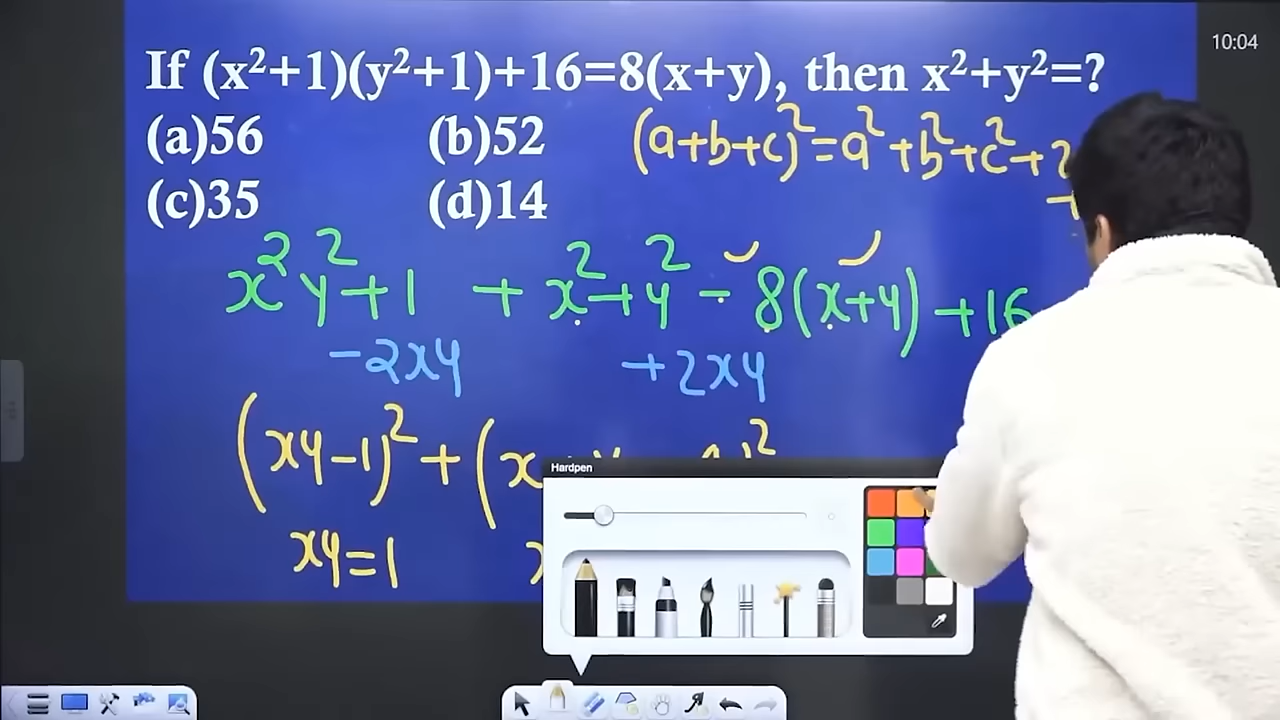 10:04
If (x²+1)(y²+1)+16=8(x+y), then x²+y²=?
(a)56 (b)52
(c)35 (d)14
(a+b+c)²=a²+b²+c²+2
+
x²y²+1 + x²+y² - 8(x+y) +16
-2xy +2xy
(xy-1)²+(x
xy=1
Hardpen